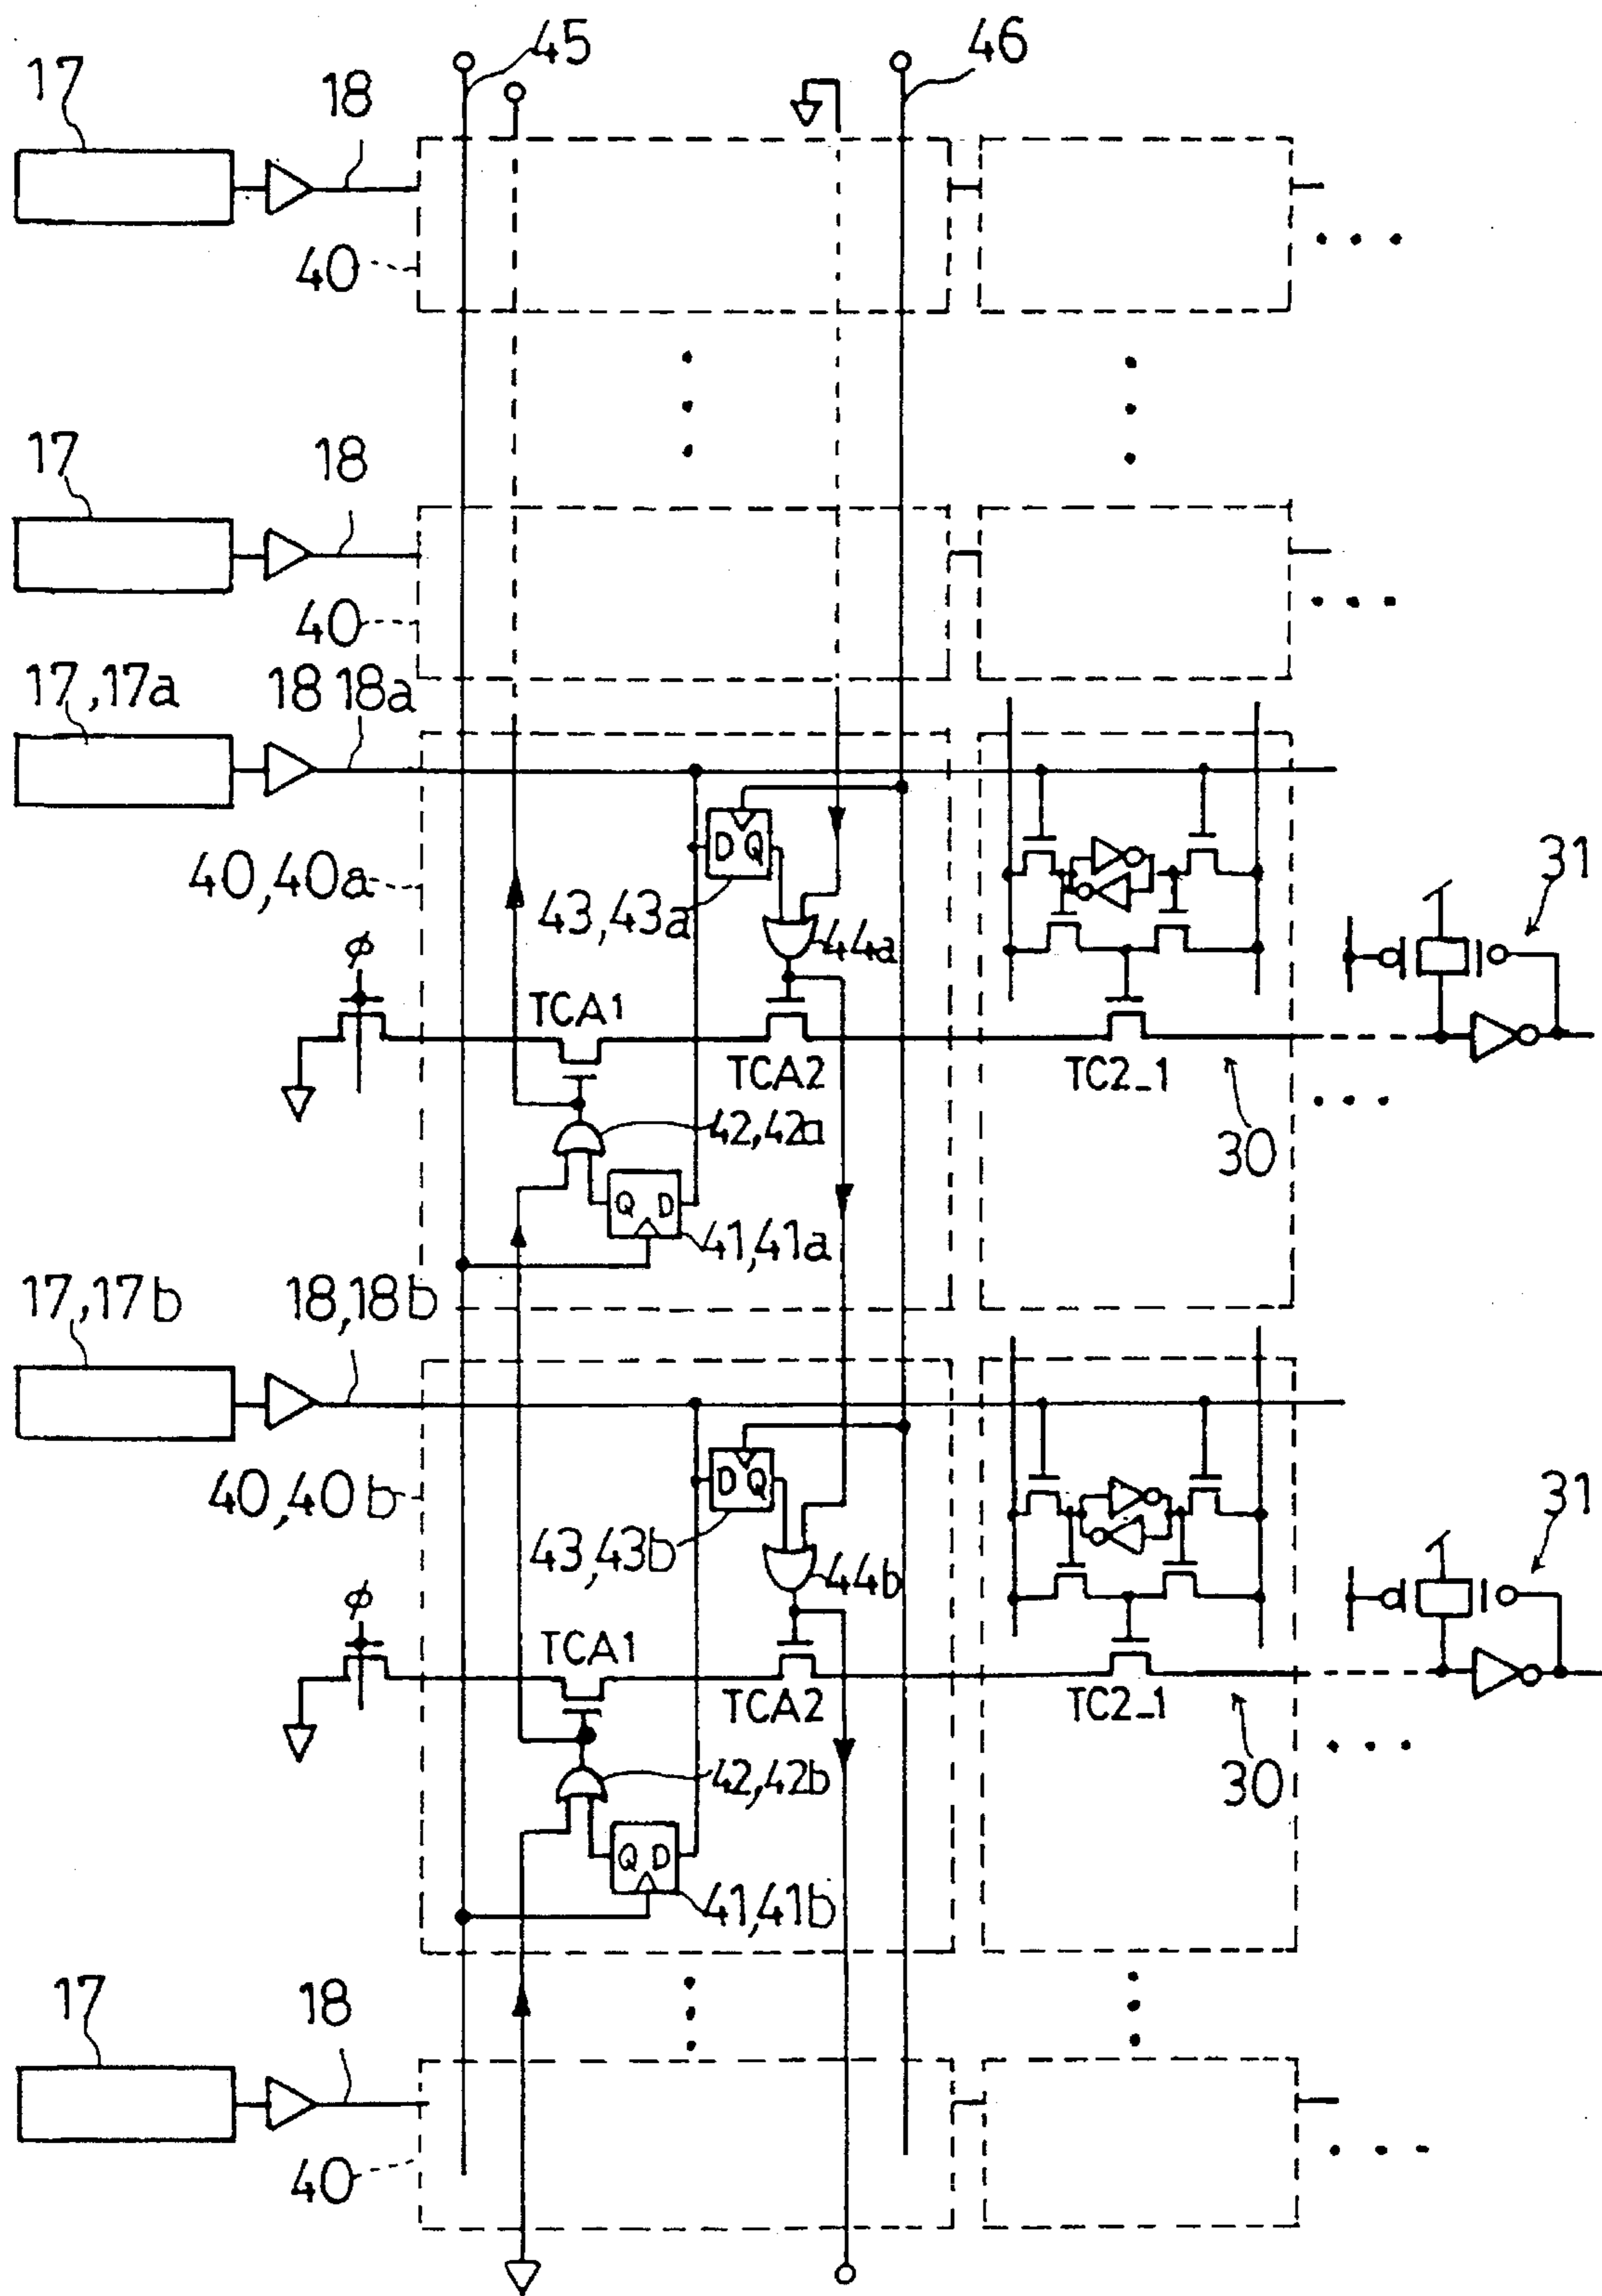 45
46
17
18
40
17
18
40
17,17a
18 18a
D Q
31
40,40a
43,43a
44a
ϕ
TCA1
TCA2
TC2_1
42,42a
30
Q D
41,41a
17,17b
18,18b
D Q
31
40,40b
43,43b
44b
ϕ
TCA1
TCA2
TC2_1
42,42b
30
Q D
41,41b
17
18
40